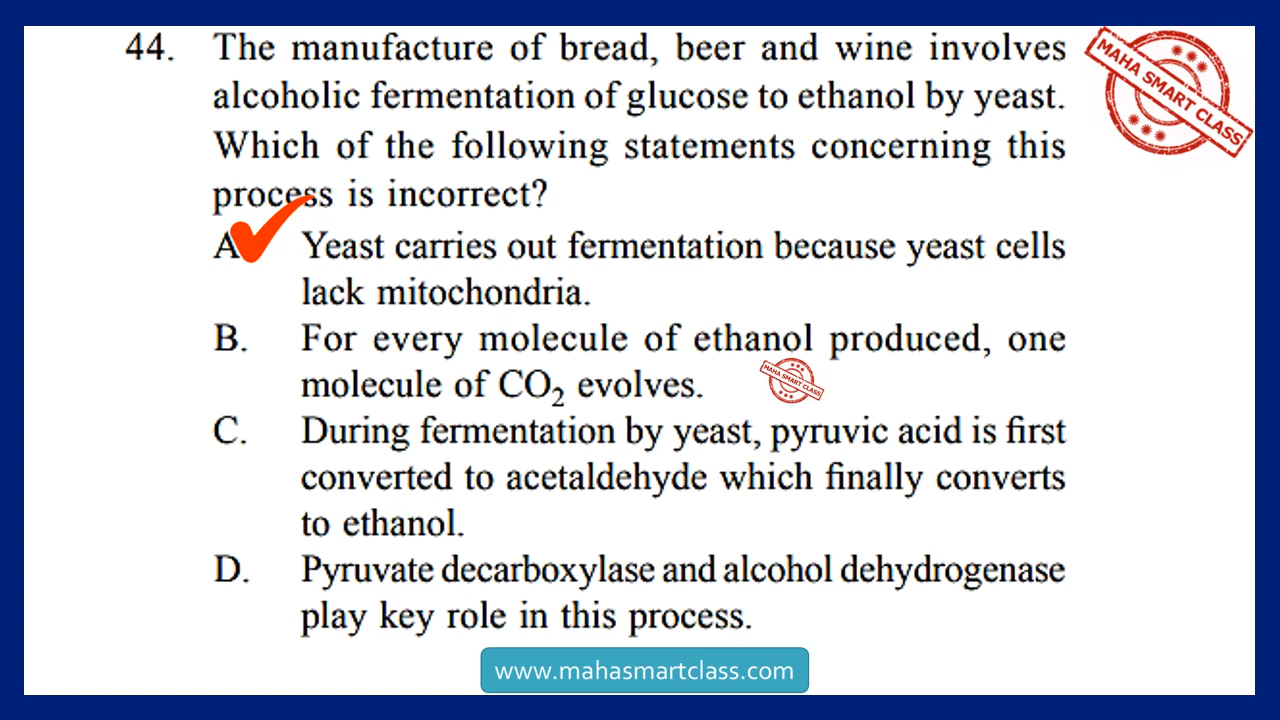 44. The manufacture of bread, beer and wine involves
alcoholic fermentation of glucose to ethanol by yeast.
Which of the following statements concerning this
process is incorrect?
A Yeast carries out fermentation because yeast cells
lack mitochondria.
B. For every molecule of ethanol produced, one
molecule of CO₂ evolves.
C. During fermentation by yeast, pyruvic acid is first
converted to acetaldehyde which finally converts
to ethanol.
D. Pyruvate decarboxylase and alcohol dehydrogenase
play key role in this process.
MAHA SMART CLASS
MAHA SMART CLASS
www.mahasmartclass.com